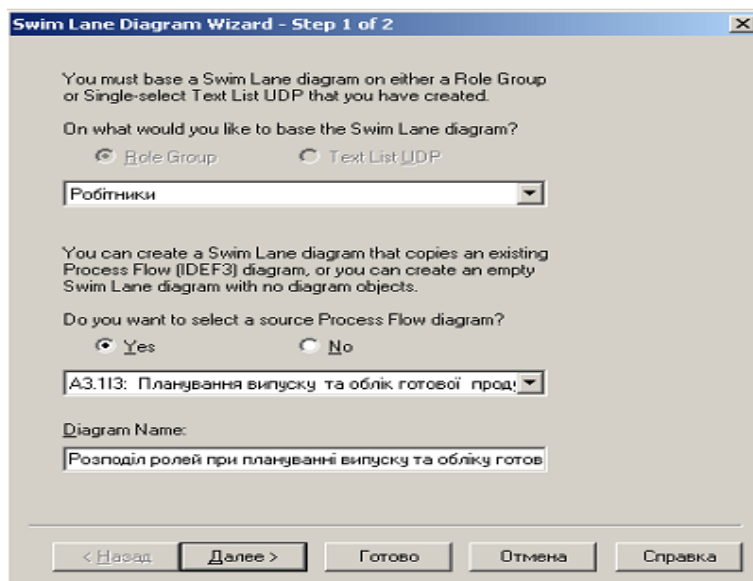 Swim Lane Diagram Wizard - Step 1 of 2
You must base a Swim Lane diagram on either a Role Group
or Single-select Text List UDP that you have created.
On what would you like to base the Swim Lane diagram?
Role Group Text List UDP
Робітники
You can create a Swim Lane diagram that copies an existing
Process Flow (IDEF3) diagram, or you can create an empty
Swim Lane diagram with no diagram objects.
Do you want to select a source Process Flow diagram?
Yes No
А3.1I3: Планування випуску та облік готової проду
Diagram Name:
Розподіл ролей при плануванні випуску та обліку готов
< Назад Далее > Готово Отмена Справка